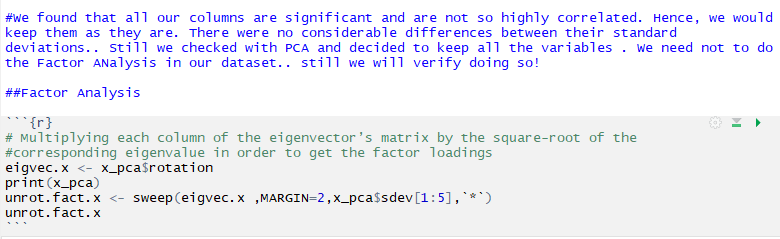 #We found that all our columns are significant and are not so highly correlated. Hence, we would
keep them as they are. There were no considerable differences between their standard
deviations.. Still we checked with PCA and decided to keep all the variables . We need not to do
the Factor ANalysis in our dataset.. still we will verify doing so!
##Factor Analysis
```{r}
# Multiplying each column of the eigenvector’s matrix by the square-root of the
#corresponding eigenvalue in order to get the factor loadings
eigvec.x <- x_pca$rotation
print(x_pca)
unrot.fact.x <- sweep(eigvec.x ,MARGIN=2,x_pca$sdev[1:5],`*`)
unrot.fact.x
```